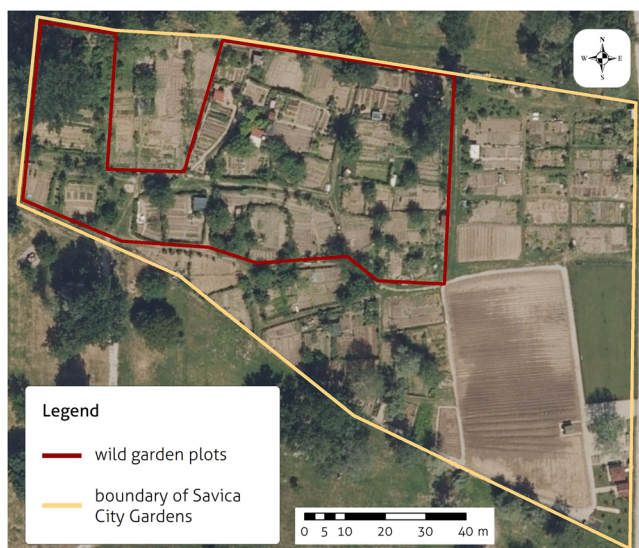 N
W E
S
Legend
wild garden plots
boundary of Savica
City Gardens
0 5 10 20 30 40 m